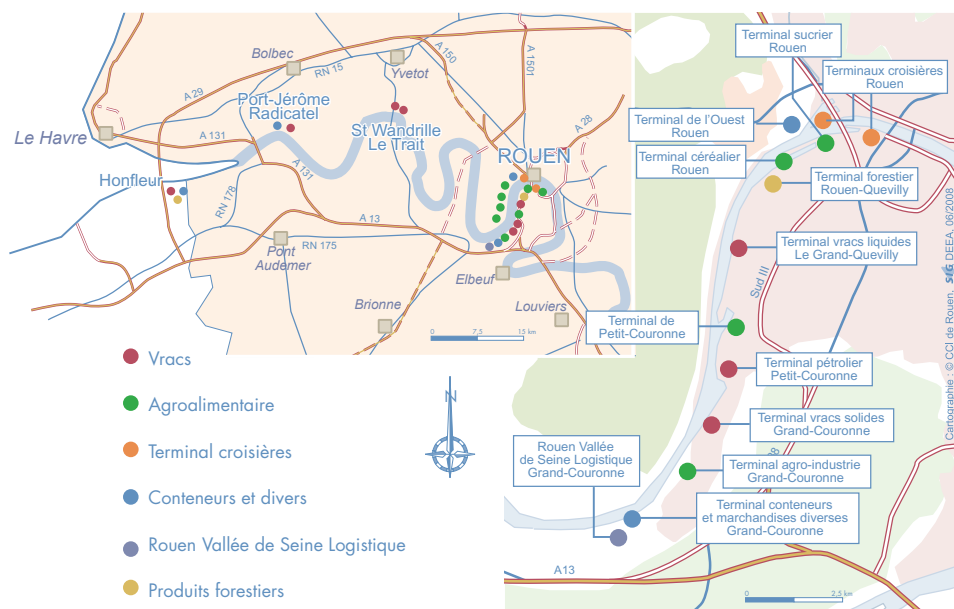 Bolbec
A 29
RN 15
Yvetot
A 150
A 1501
Port-Jérôme
Radicatel
Le Havre
A 131
St Wandrille
Le Trait
A 28
ROUEN
Honfleur
RN 178
A 131
A 13
Pont
Audemer
RN 175
Elbeuf
Brionne
Louviers
0 7,5 15 km
Vracs
Agroalimentaire
Terminal croisières
Conteneurs et divers
Rouen Vallée de Seine Logistique
Produits forestiers
N
Terminal sucrier
Rouen
Terminaux croisières
Rouen
Terminal de l'Ouest
Rouen
Terminal céréalier
Rouen
Terminal forestier
Rouen-Quevilly
Terminal vracs liquides
Le Grand-Quevilly
Sud III
Terminal de
Petit-Couronne
Terminal pétrolier
Petit-Couronne
Terminal vracs solides
Grand-Couronne
Rouen Vallée
de Seine Logistique
Grand-Couronne
Terminal agro-industrie
Grand-Couronne
Terminal conteneurs
et marchandises diverses
Grand-Couronne
A13
0 2,5 km
Cartographie : © CCI de Rouen, SIG DEEA, 06/2008